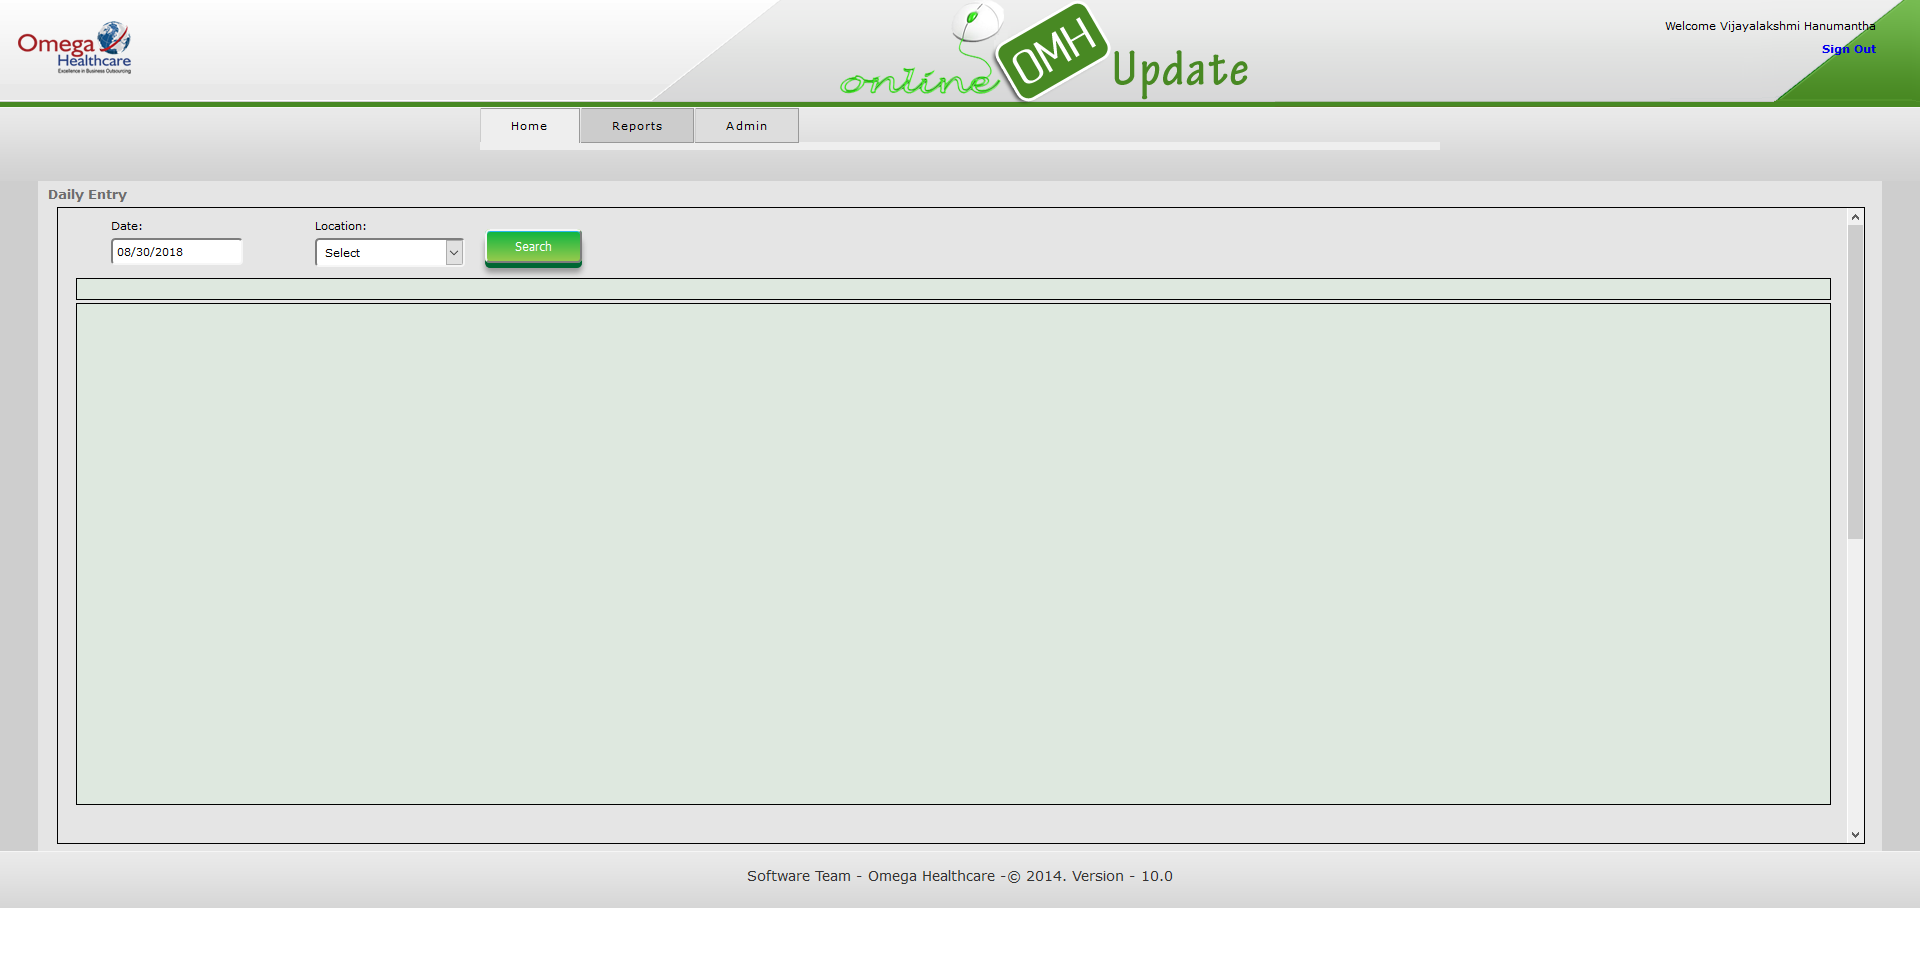 Omega
Healthcare
Excellence in Business Outsourcing
online OMH Update
Welcome Vijayalakshmi Hanumantha
Sign Out
Home Reports Admin
Daily Entry
Date: Location:
08/30/2018 Select Search
Software Team - Omega Healthcare -© 2014. Version - 10.0